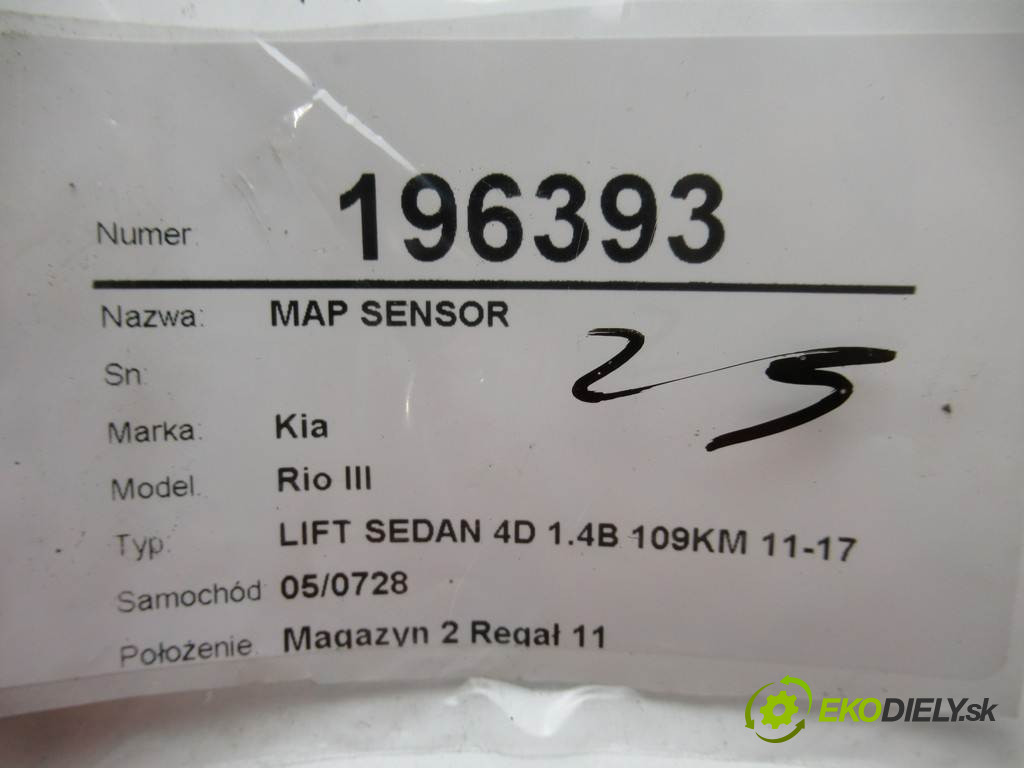 Numer: 196393
Nazwa: MAP SENSOR
25
Sn:
Marka: Kia
Model: Rio III
Typ: LIFT SEDAN 4D 1.4B 109KM 11-17
Samochód 05/0728
Położenie: Magazyn 2 Regał 11
EKODIELY.sk